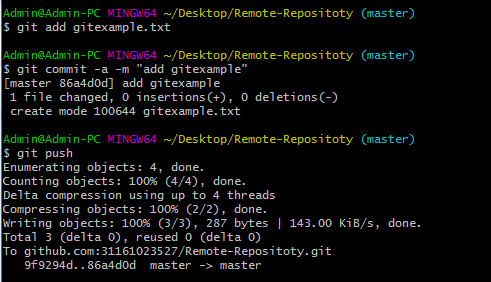 Admin@Admin-PC MINGW64 ~/Desktop/Remote-Repositoty (master)
$ git add gitexample.txt
Admin@Admin-PC MINGW64 ~/Desktop/Remote-Repositoty (master)
$ git commit -a -m "add gitexample"
[master 86a4d0d] add gitexample
 1 file changed, 0 insertions(+), 0 deletions(-)
 create mode 100644 gitexample.txt
Admin@Admin-PC MINGW64 ~/Desktop/Remote-Repositoty (master)
$ git push
Enumerating objects: 4, done.
Counting objects: 100% (4/4), done.
Delta compression using up to 4 threads
Compressing objects: 100% (2/2), done.
Writing objects: 100% (3/3), 287 bytes | 143.00 KiB/s, done.
Total 3 (delta 0), reused 0 (delta 0)
To github.com:31161023527/Remote-Repositoty.git
   9f9294d..86a4d0d  master -> master